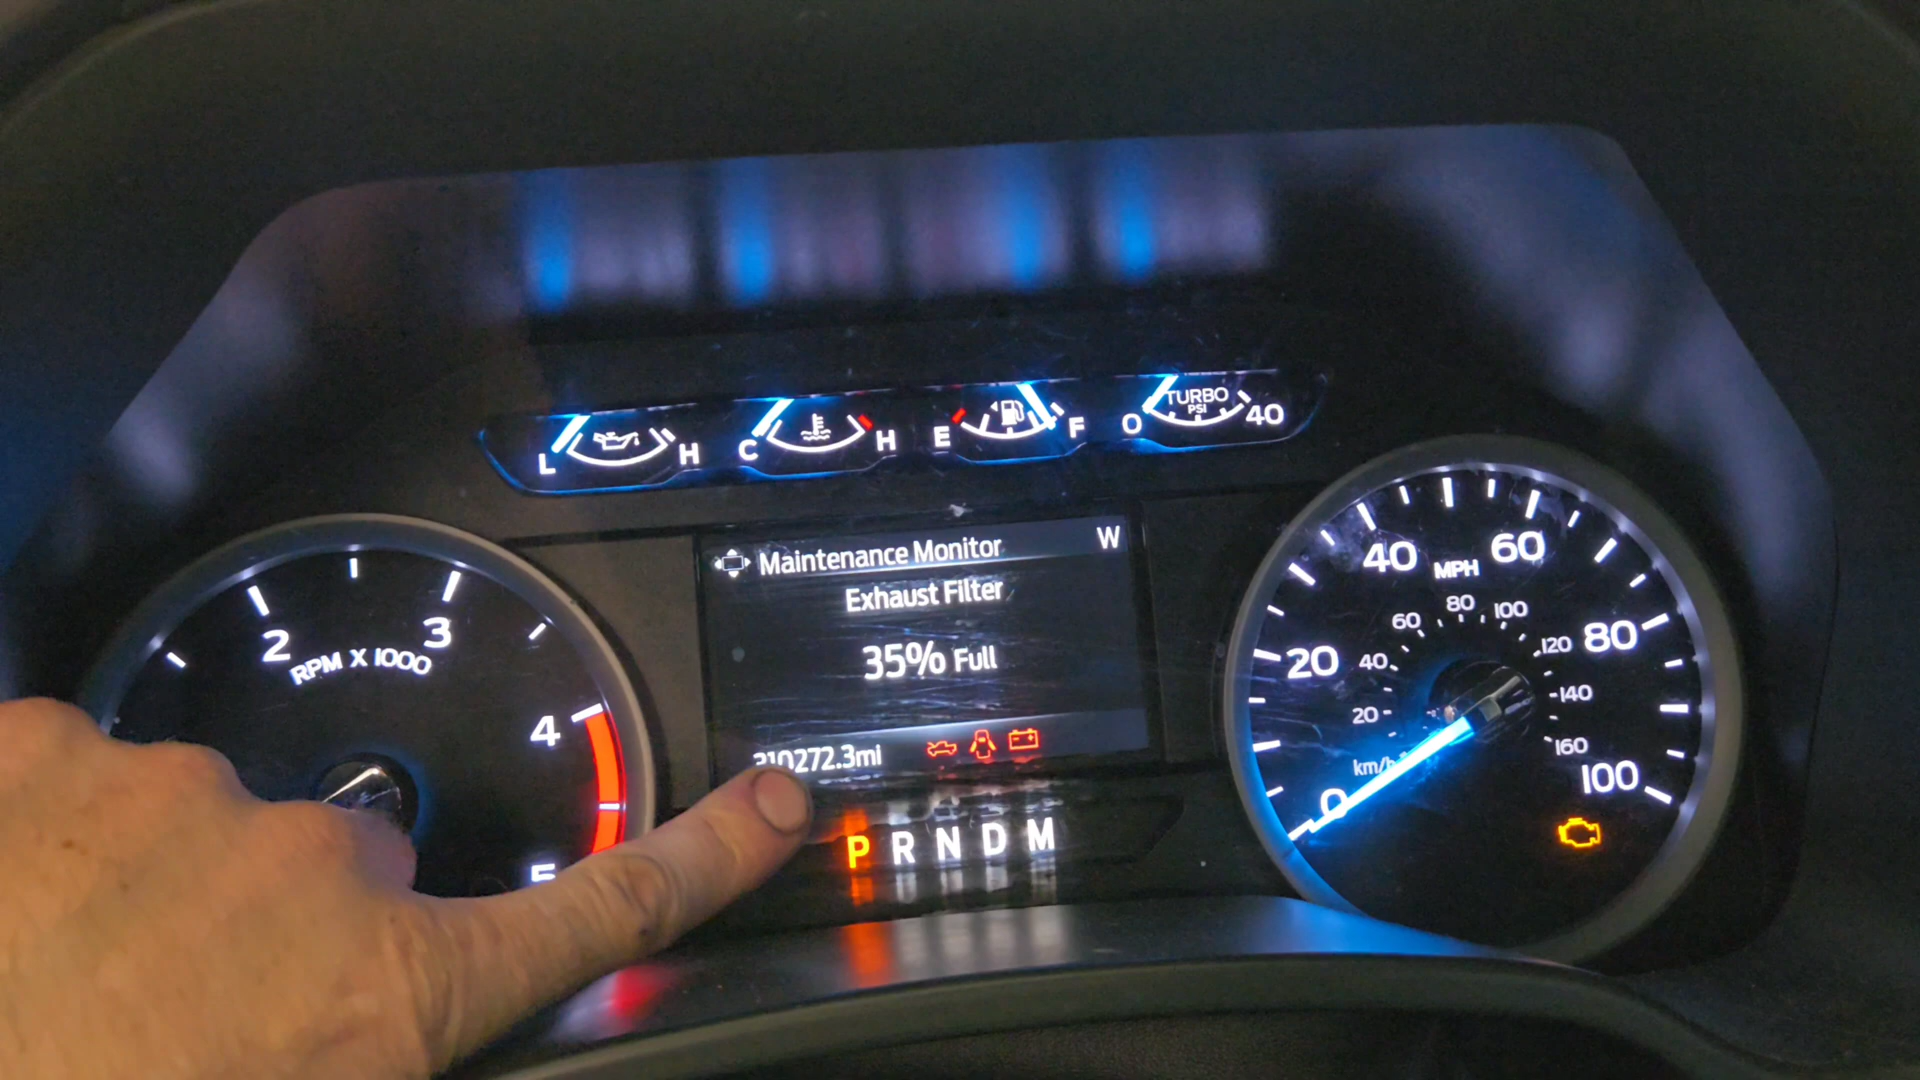 L H C H E F O TURBO PSI 40
Maintenance Monitor W
Exhaust Filter
35% Full
310272.3mi
P R N D M
2 3 4 5
RPM X 1000
0 20 40 60 80 100
MPH
20 40 60 80 100 120 140 160
km/h